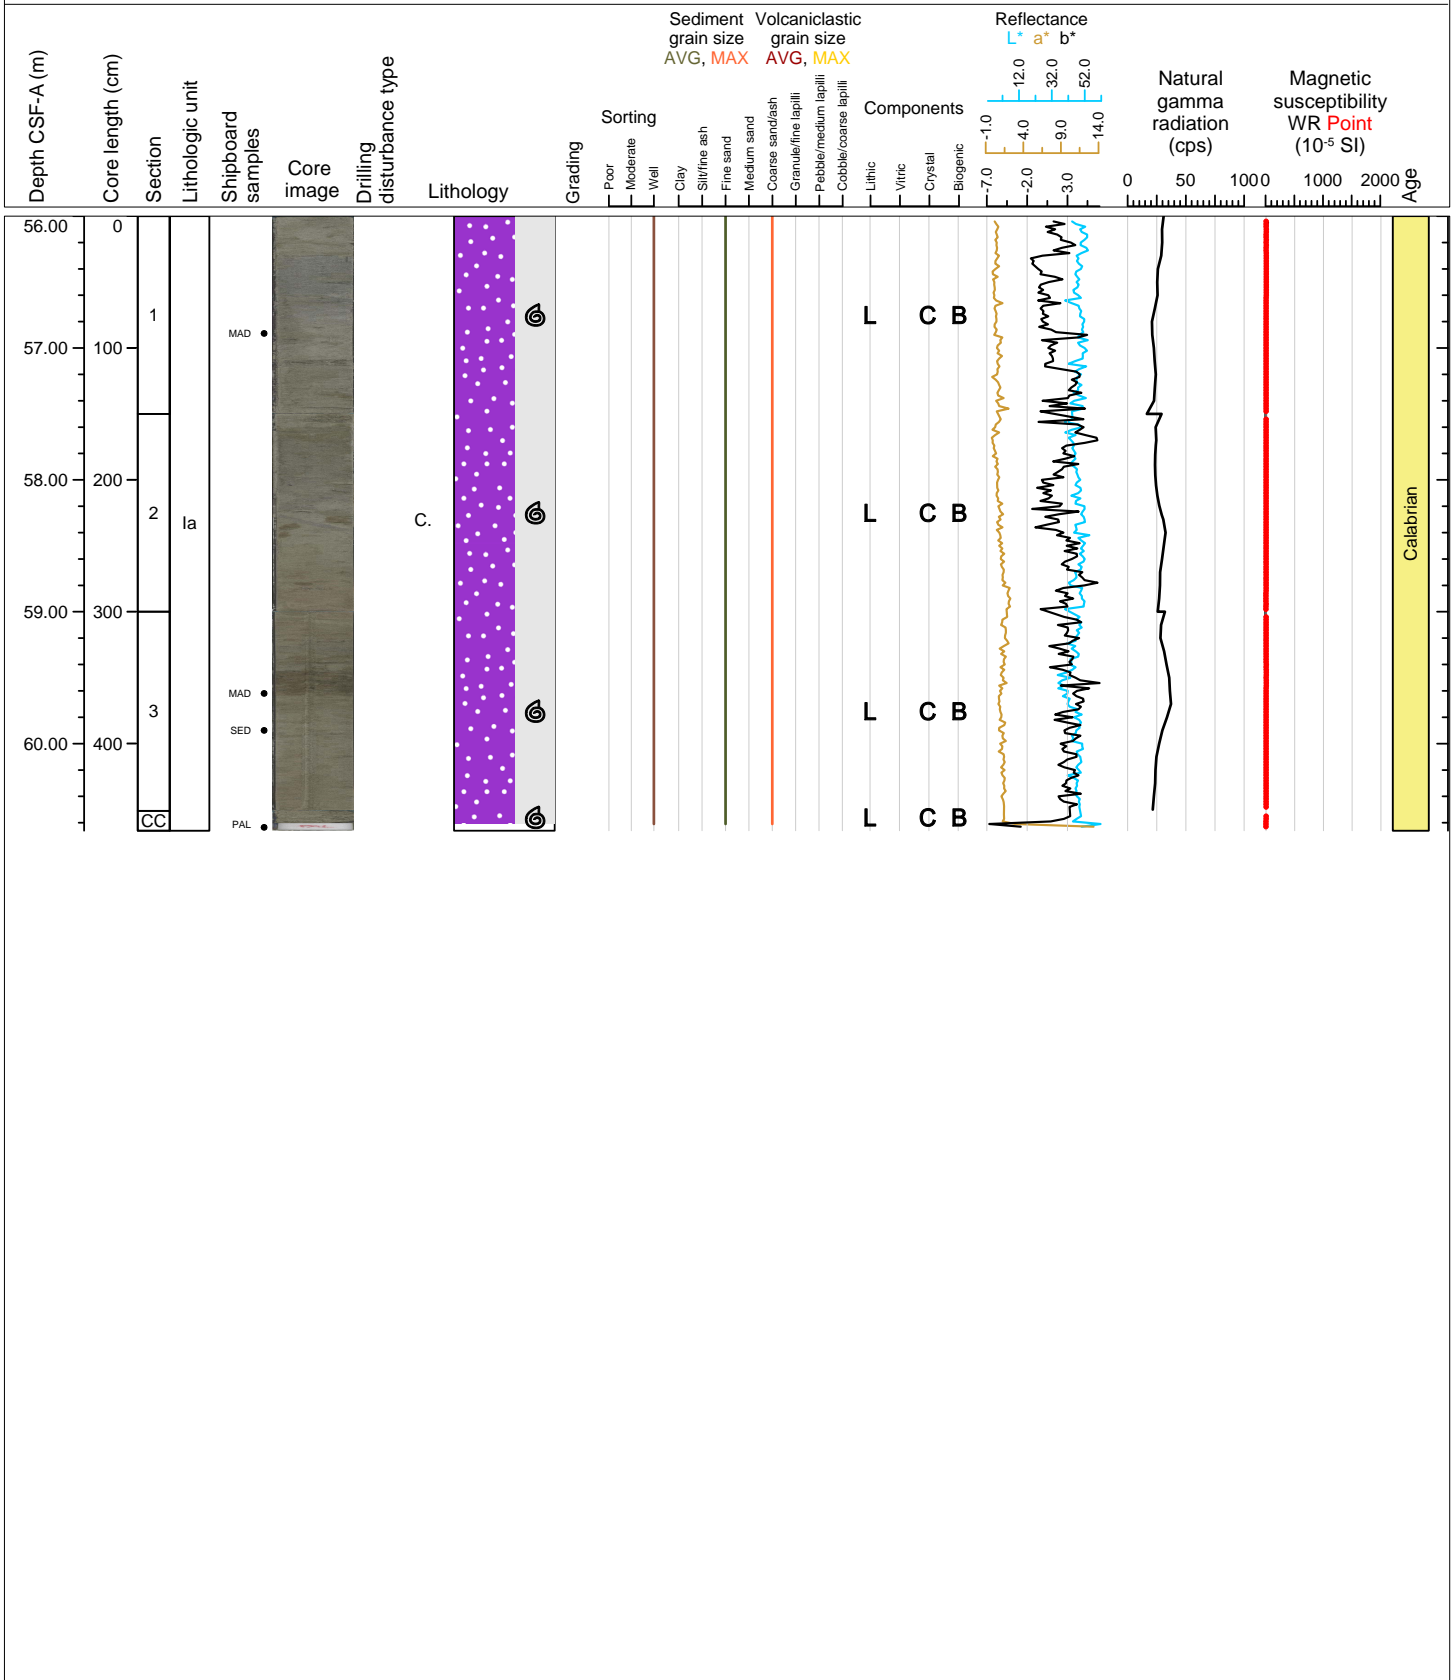 Depth CSF-A (m)
Core length (cm)
Section
Lithologic unit
Shipboard
samples
Core
image
Drilling
disturbance type
Lithology
Grading
Sorting
Poor
Moderate
Well
Sediment
grain size
AVG, MAX
Volcaniclastic
grain size
AVG, MAX
Clay
Silt/fine ash
Fine sand
Medium sand
Coarse sand/ash
Granule/fine lapilli
Pebble/medium lapilli
Cobble/coarse lapilli
Components
Lithic
Vitric
Crystal
Biogenic
Reflectance
L* a* b*
12.0 32.0 52.0
-1.0 4.0 9.0 14.0
-7.0 -2.0 3.0
Natural
gamma
radiation
(cps)
0 50 100
Magnetic
susceptibility
WR Point
(10-5 SI)
0 1000 2000
Age
56.00 0
1
L C B
MAD
57.00 100
58.00 200
2 Ia C. L C B
Calabrian
59.00 300
MAD
3 L C B
SED
60.00 400
CC PAL L C B